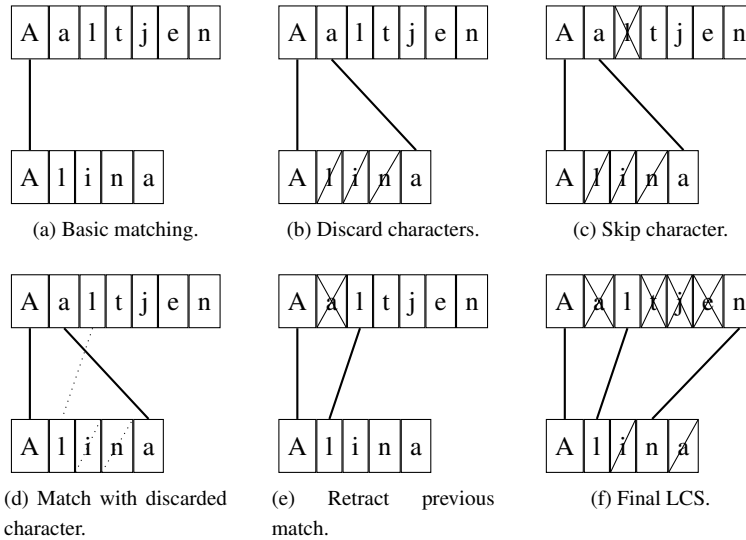 A a l t j e n A a l t j e n A a l t j e n
A l i n a A l i n a A l i n a
(a) Basic matching. (b) Discard characters. (c) Skip character.
A a l t j e n A a l t j e n A a l t j e n
A l i n a A l i n a A l i n a
(d) Match with discarded
character.
(e) Retract previous
match.
(f) Final LCS.